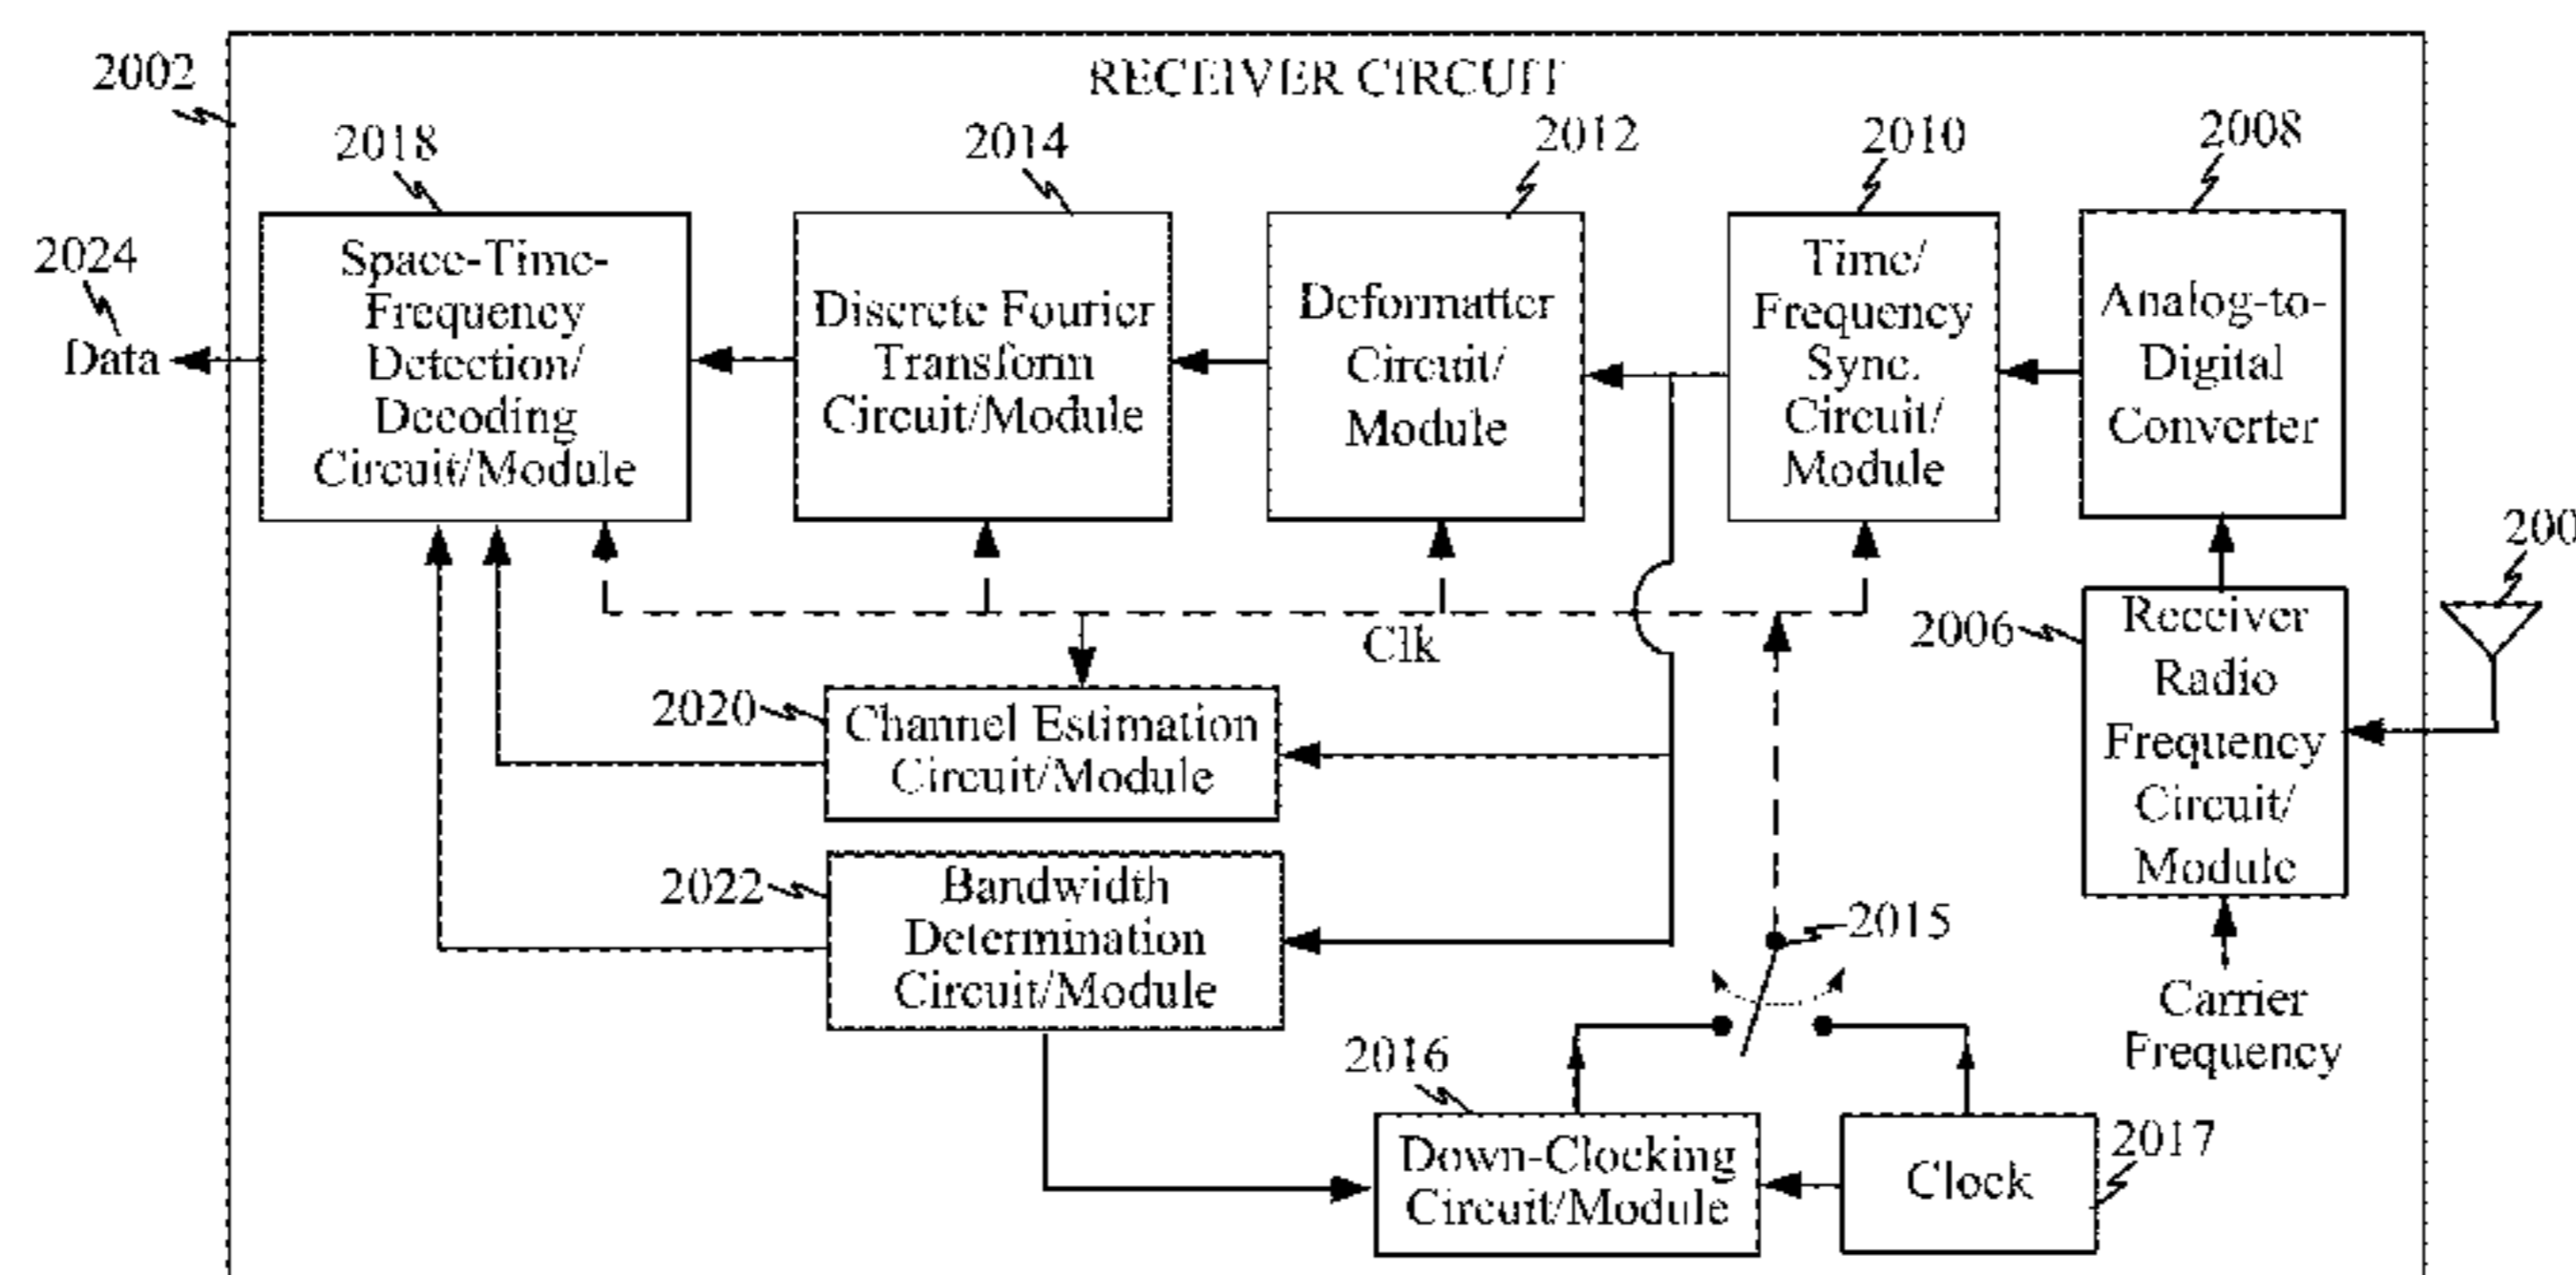 RECEIVER CIRCUIT
2002
2018
2014
2012
2010
2008
2024
Data
Space-Time-
Frequency
Detection/
Decoding
Circuit/Module
Discrete Fourier
Transform
Circuit/Module
Deformatter
Circuit/
Module
Time/
Frequency
Sync.
Circuit/
Module
Analog-to-
Digital
Converter
200
2006
Receiver
Radio
Frequency
Circuit/
Module
Clk
2020
Channel Estimation
Circuit/Module
2022
Bandwidth
Determination
Circuit/Module
2015
Carrier
Frequency
2016
Down-Clocking
Circuit/Module
Clock
2017